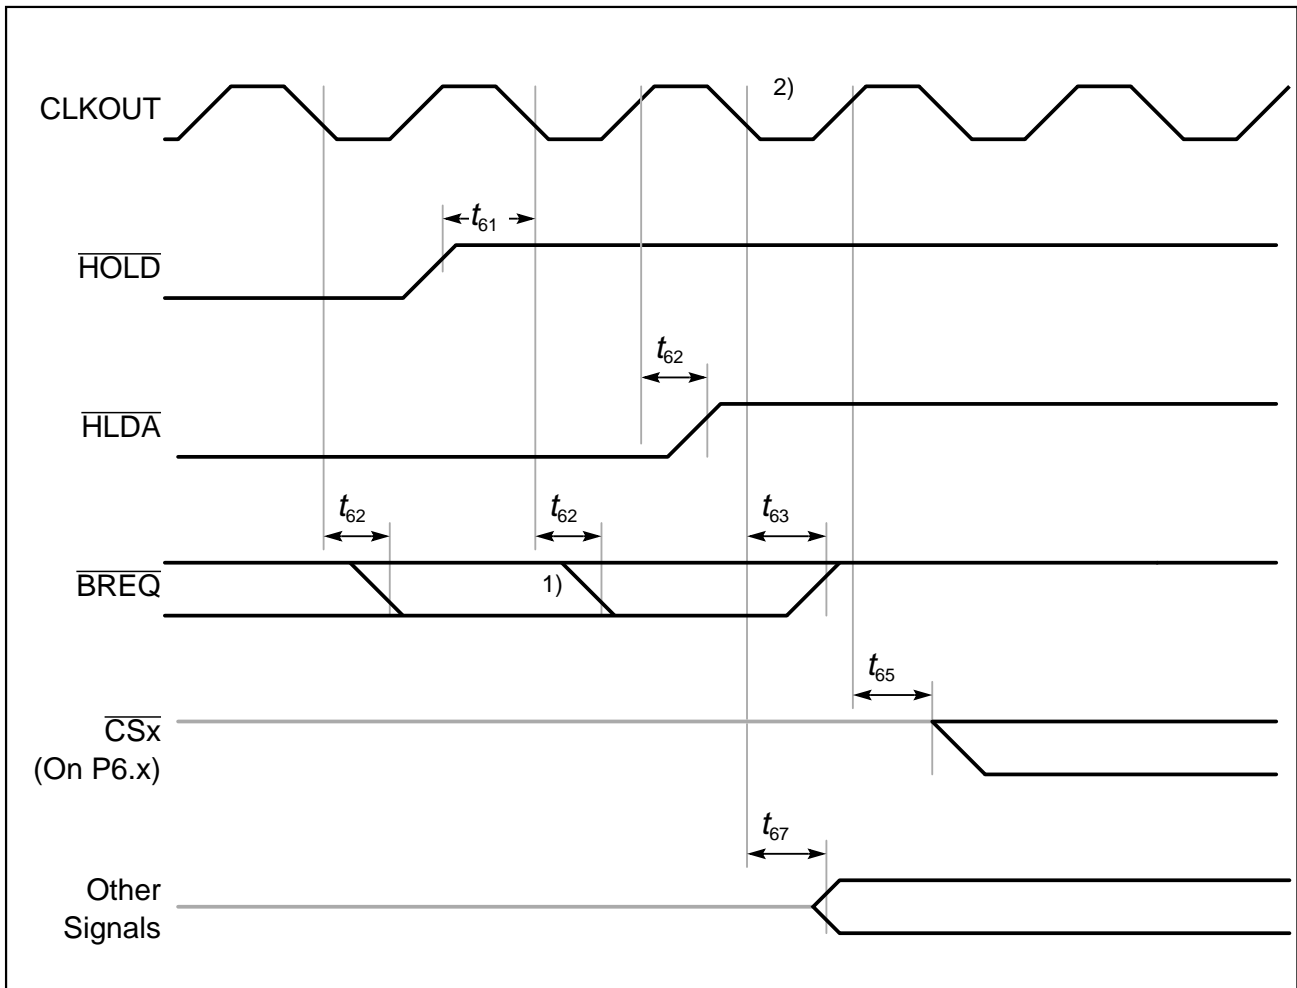 CLKOUT
2)
t61
HOLD
t62
HLDA
t62
t62
t63
BREQ
1)
t65
CSx
(On P6.x)
t67
Other
Signals